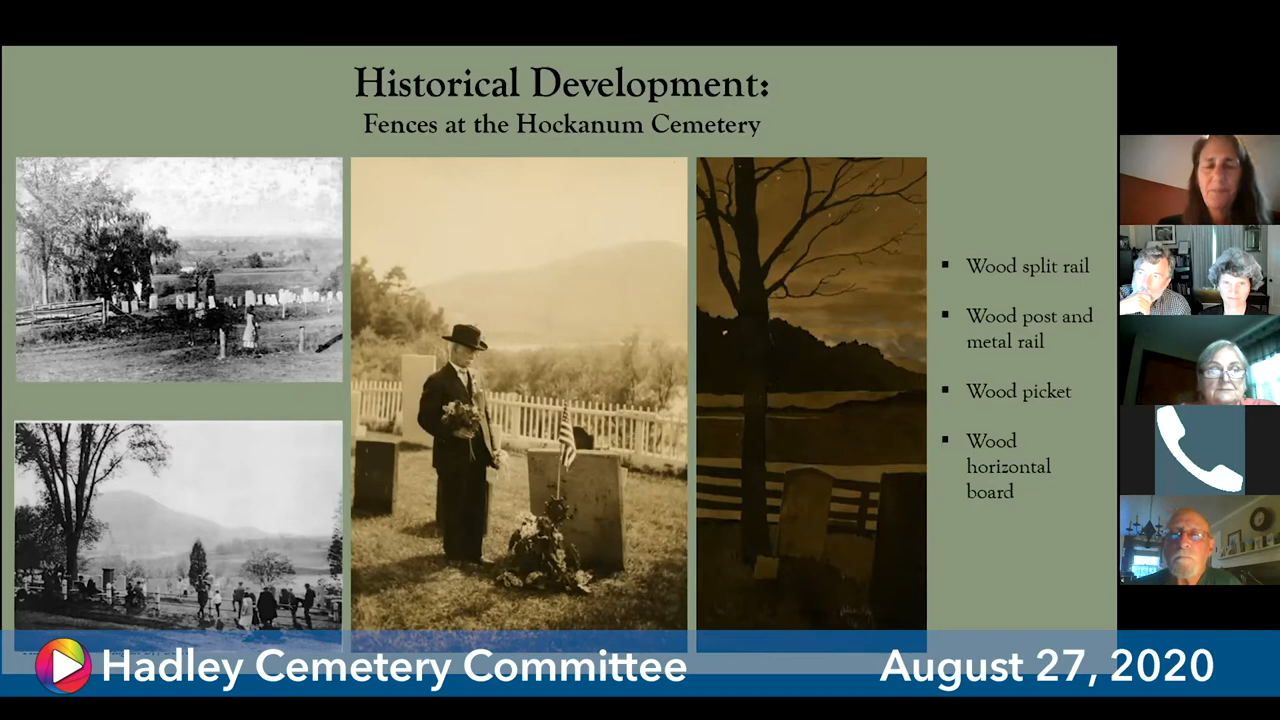 Historical Development:
Fences at the Hockanum Cemetery
▪ Wood split rail
▪ Wood post and
metal rail
▪ Wood picket
▪ Wood
horizontal
board
Hadley Cemetery Committee
August 27, 2020